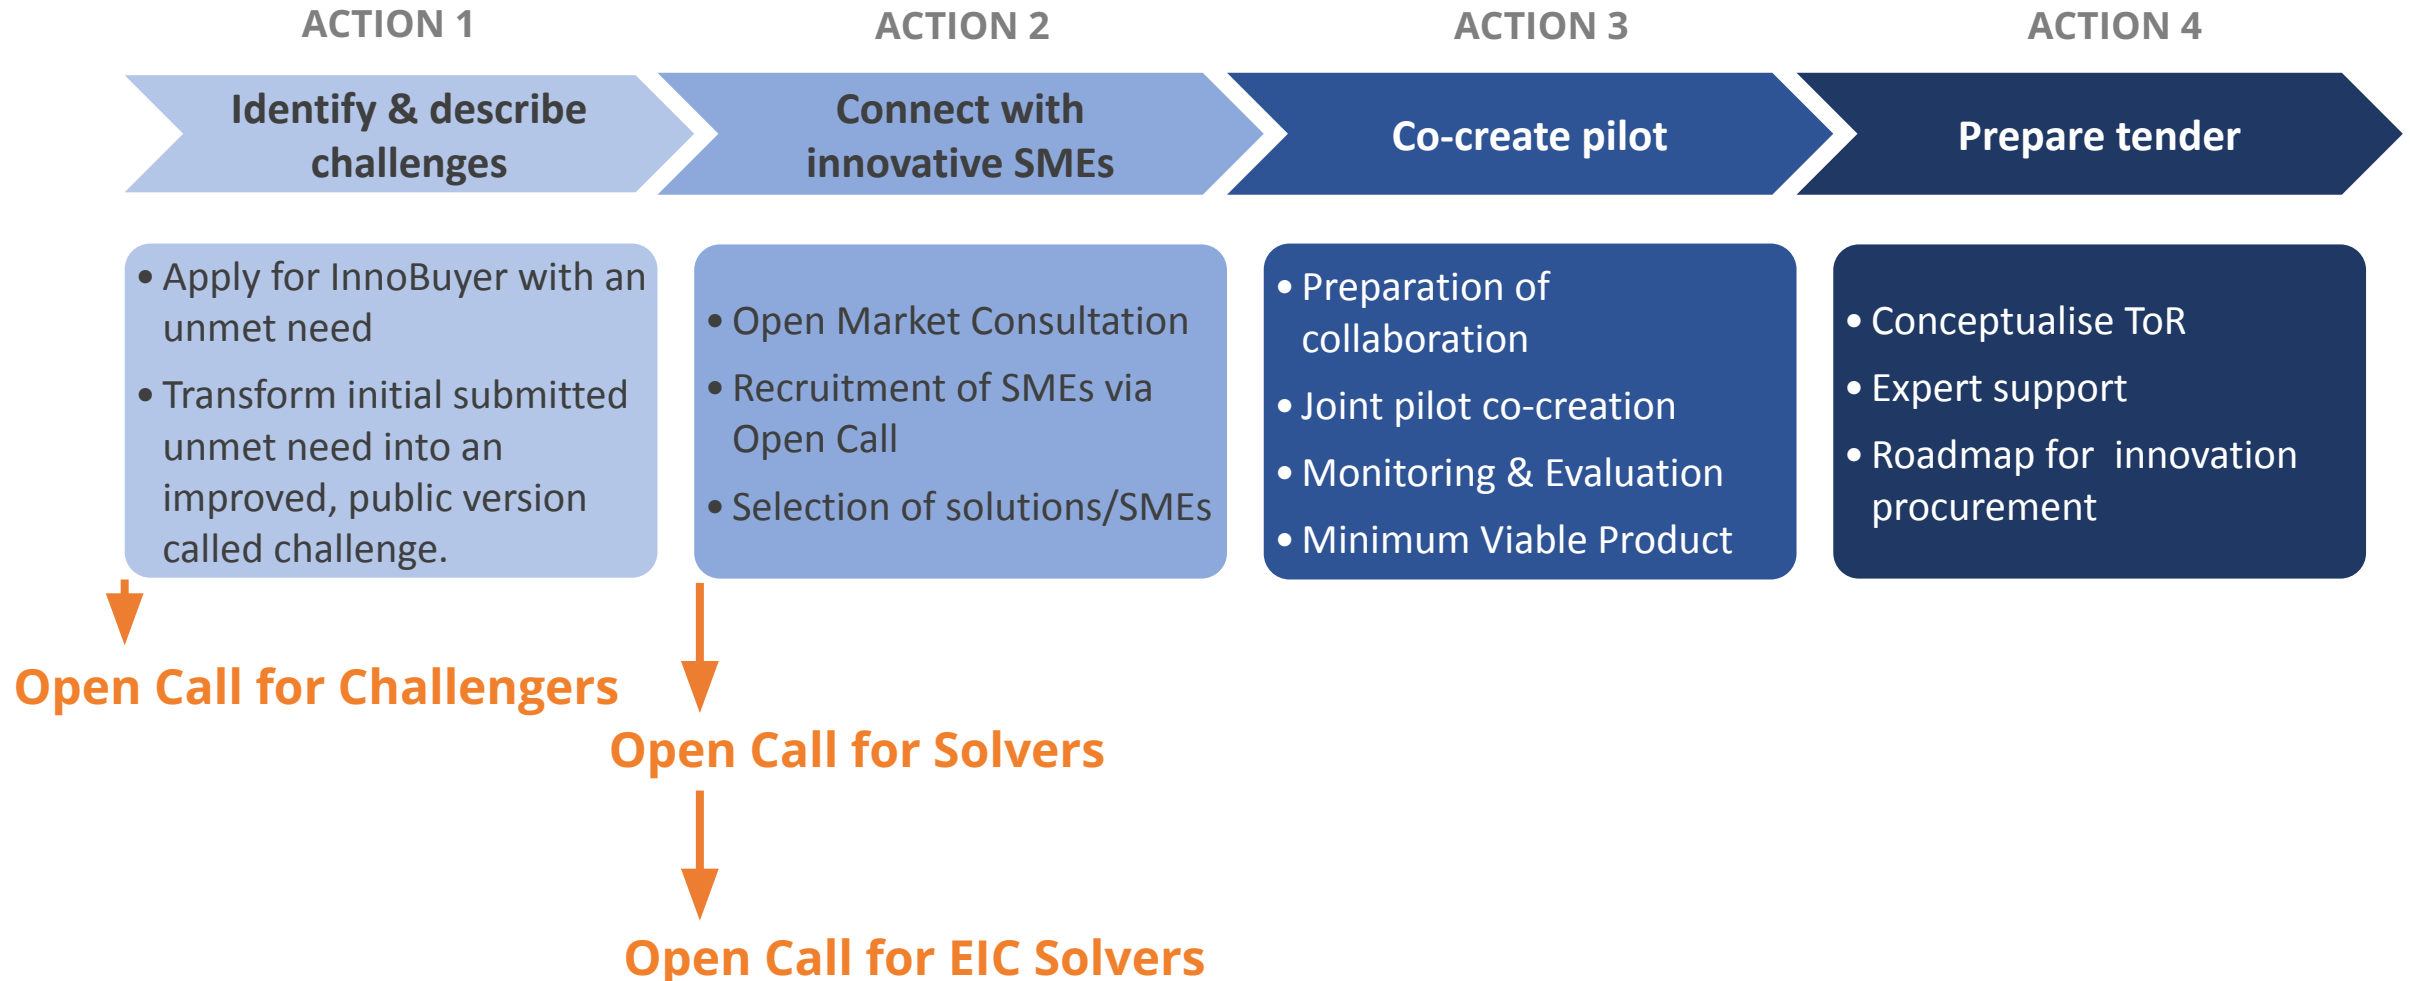 ACTION 1
Identify & describe
challenges
• Apply for InnoBuyer with an
unmet need
• Transform initial submitted
unmet need into an
improved, public version
called challenge.
Open Call for Challengers
ACTION 2
Connect with
innovative SMEs
• Open Market Consultation
• Recruitment of SMEs via
Open Call
• Selection of solutions/SMEs
Open Call for Solvers
Open Call for EIC Solvers
ACTION 3
Co-create pilot
• Preparation of
collaboration
• Joint pilot co-creation
• Monitoring & Evaluation
• Minimum Viable Product
ACTION 4
Prepare tender
• Conceptualise ToR
• Expert support
• Roadmap for  innovation
procurement